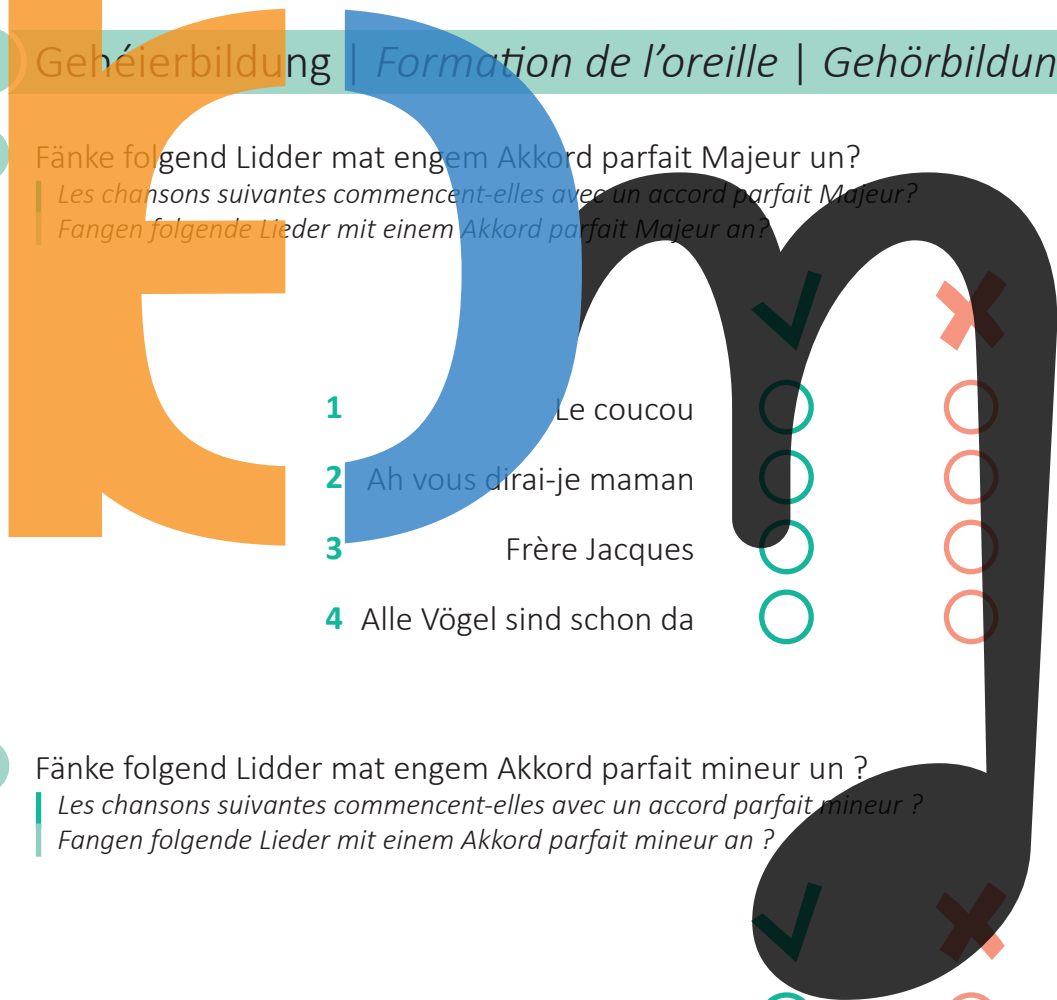 Gehéierbildung | Formation de l'oreille | Gehörbildun
Fänke folgend Lidder mat engem Akkord parfait Majeur un?
Les chansons suivantes commencent-elles avec un accord parfait Majeur?
Fangen folgende Lieder mit einem Akkord parfait Majeur an?
1 Le coucou
2 Ah vous dirai-je maman
3 Frère Jacques
4 Alle Vögel sind schon da
Fänke folgend Lidder mat engem Akkord parfait mineur un ?
Les chansons suivantes commencent-elles avec un accord parfait mineur ?
Fangen folgende Lieder mit einem Akkord parfait mineur an ?